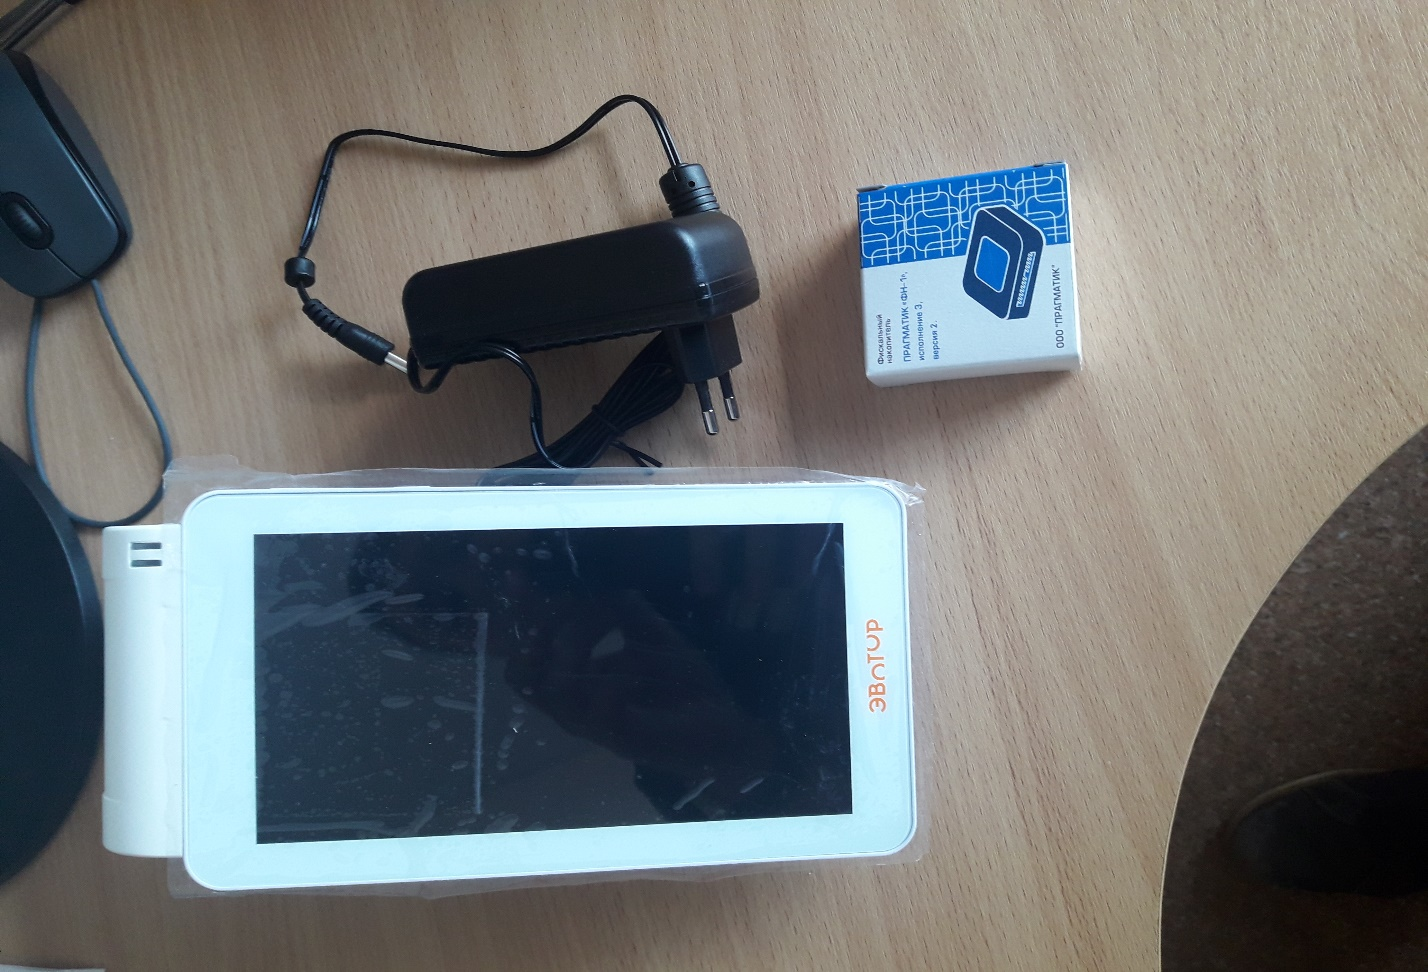 Фискальный
накопитель
ПРАГМАТИК «ФН-1»,
исполнение 3,
версия 2.
ООО "ПРАГМАТИК"
ЭВОТОР